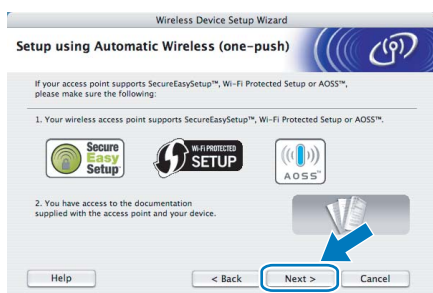 Wireless Device Setup Wizard
Setup using Automatic Wireless (one-push)
If your access point supports SecureEasySetup™, Wi-Fi Protected Setup or AOSS™,
please make sure the following:
1. Your wireless access point supports SecureEasySetup™, Wi-Fi Protected Setup or AOSS™.
Secure
Easy
Setup™
Wi-Fi PROTECTED
SETUP
AOSS™
2. You have access to the documentation
supplied with the access point and your device.
Help
< Back
Next >
Cancel